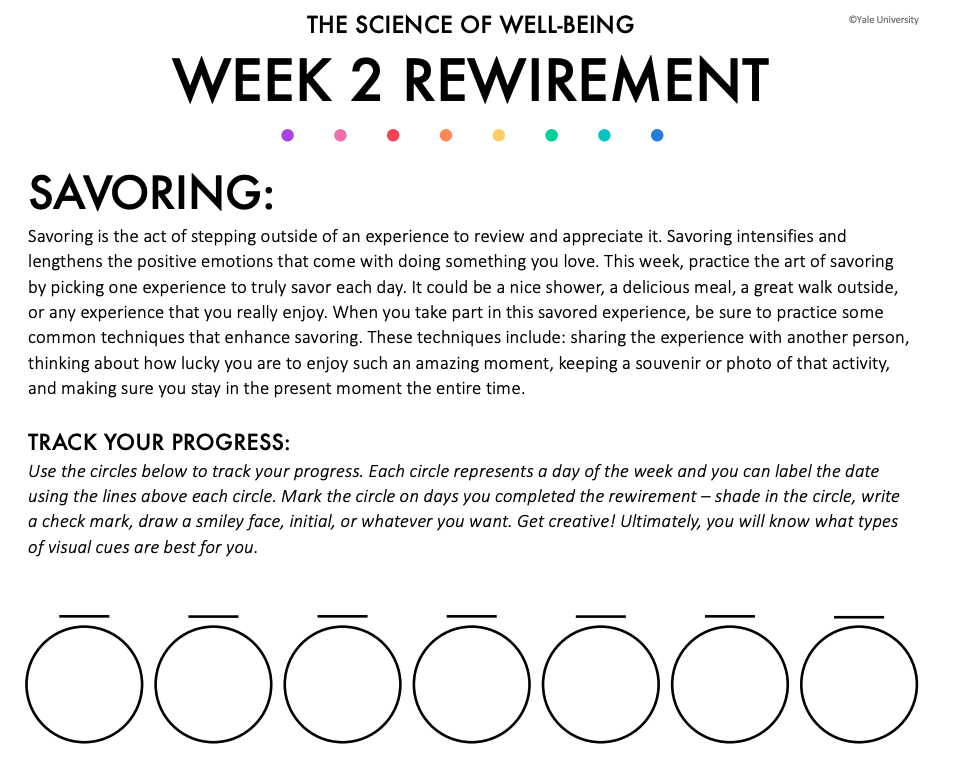 THE SCIENCE OF WELL-BEING
©Yale University
WEEK 2 REWIREMENT
SAVORING:
Savoring is the act of stepping outside of an experience to review and appreciate it. Savoring intensifies and
lengthens the positive emotions that come with doing something you love. This week, practice the art of savoring
by picking one experience to truly savor each day. It could be a nice shower, a delicious meal, a great walk outside,
or any experience that you really enjoy. When you take part in this savored experience, be sure to practice some
common techniques that enhance savoring. These techniques include: sharing the experience with another person,
thinking about how lucky you are to enjoy such an amazing moment, keeping a souvenir or photo of that activity,
and making sure you stay in the present moment the entire time.
TRACK YOUR PROGRESS:
Use the circles below to track your progress. Each circle represents a day of the week and you can label the date
using the lines above each circle. Mark the circle on days you completed the rewirement – shade in the circle, write
a check mark, draw a smiley face, initial, or whatever you want. Get creative! Ultimately, you will know what types
of visual cues are best for you.